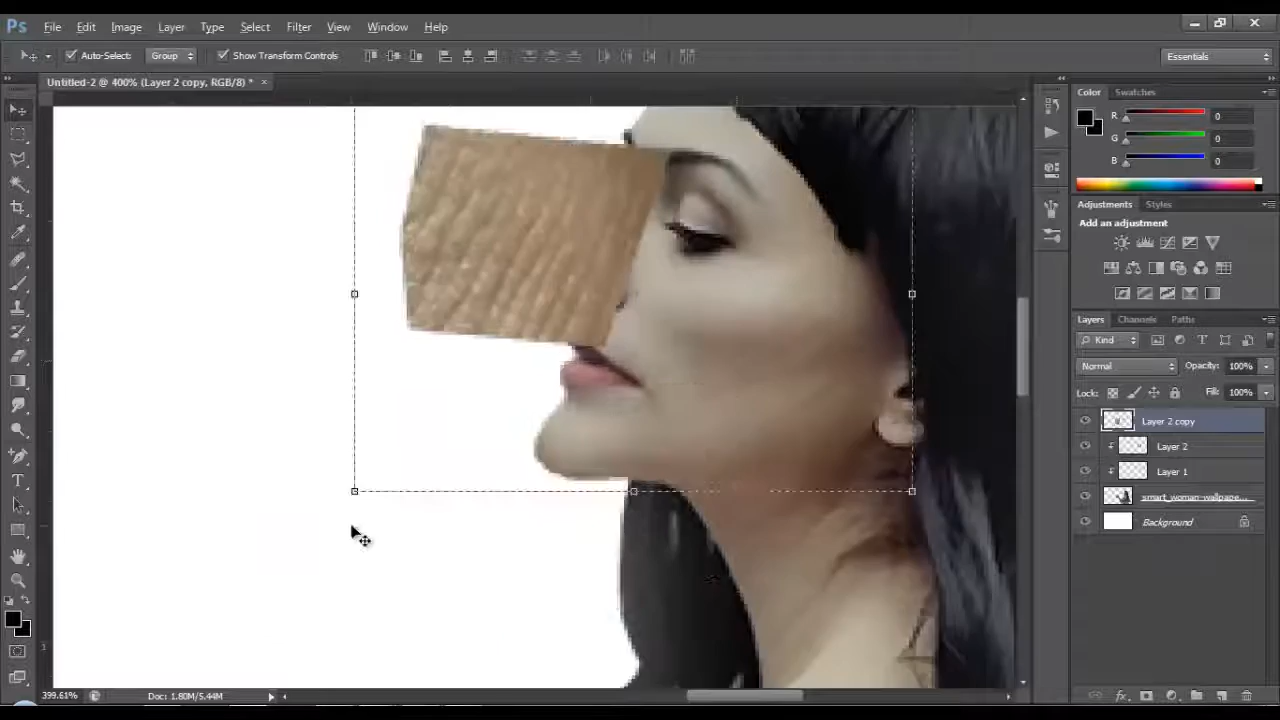 Ps File Edit Image Layer Type Select Filter View Window Help
Auto-Select: Group Show Transform Controls Essentials
Untitled-2 @ 400% (Layer 2 copy, RGB/8) * ×
Color Swatches
R 0
G 0
B 0
Adjustments Styles
Add an adjustment
Layers Channels Paths
Kind
Normal Opacity: 100%
Lock: Fill: 100%
Layer 2 copy
Layer 2
Layer 1
smart_woman-wallpape...
Background
399.61% Doc: 1.80M/5.44M